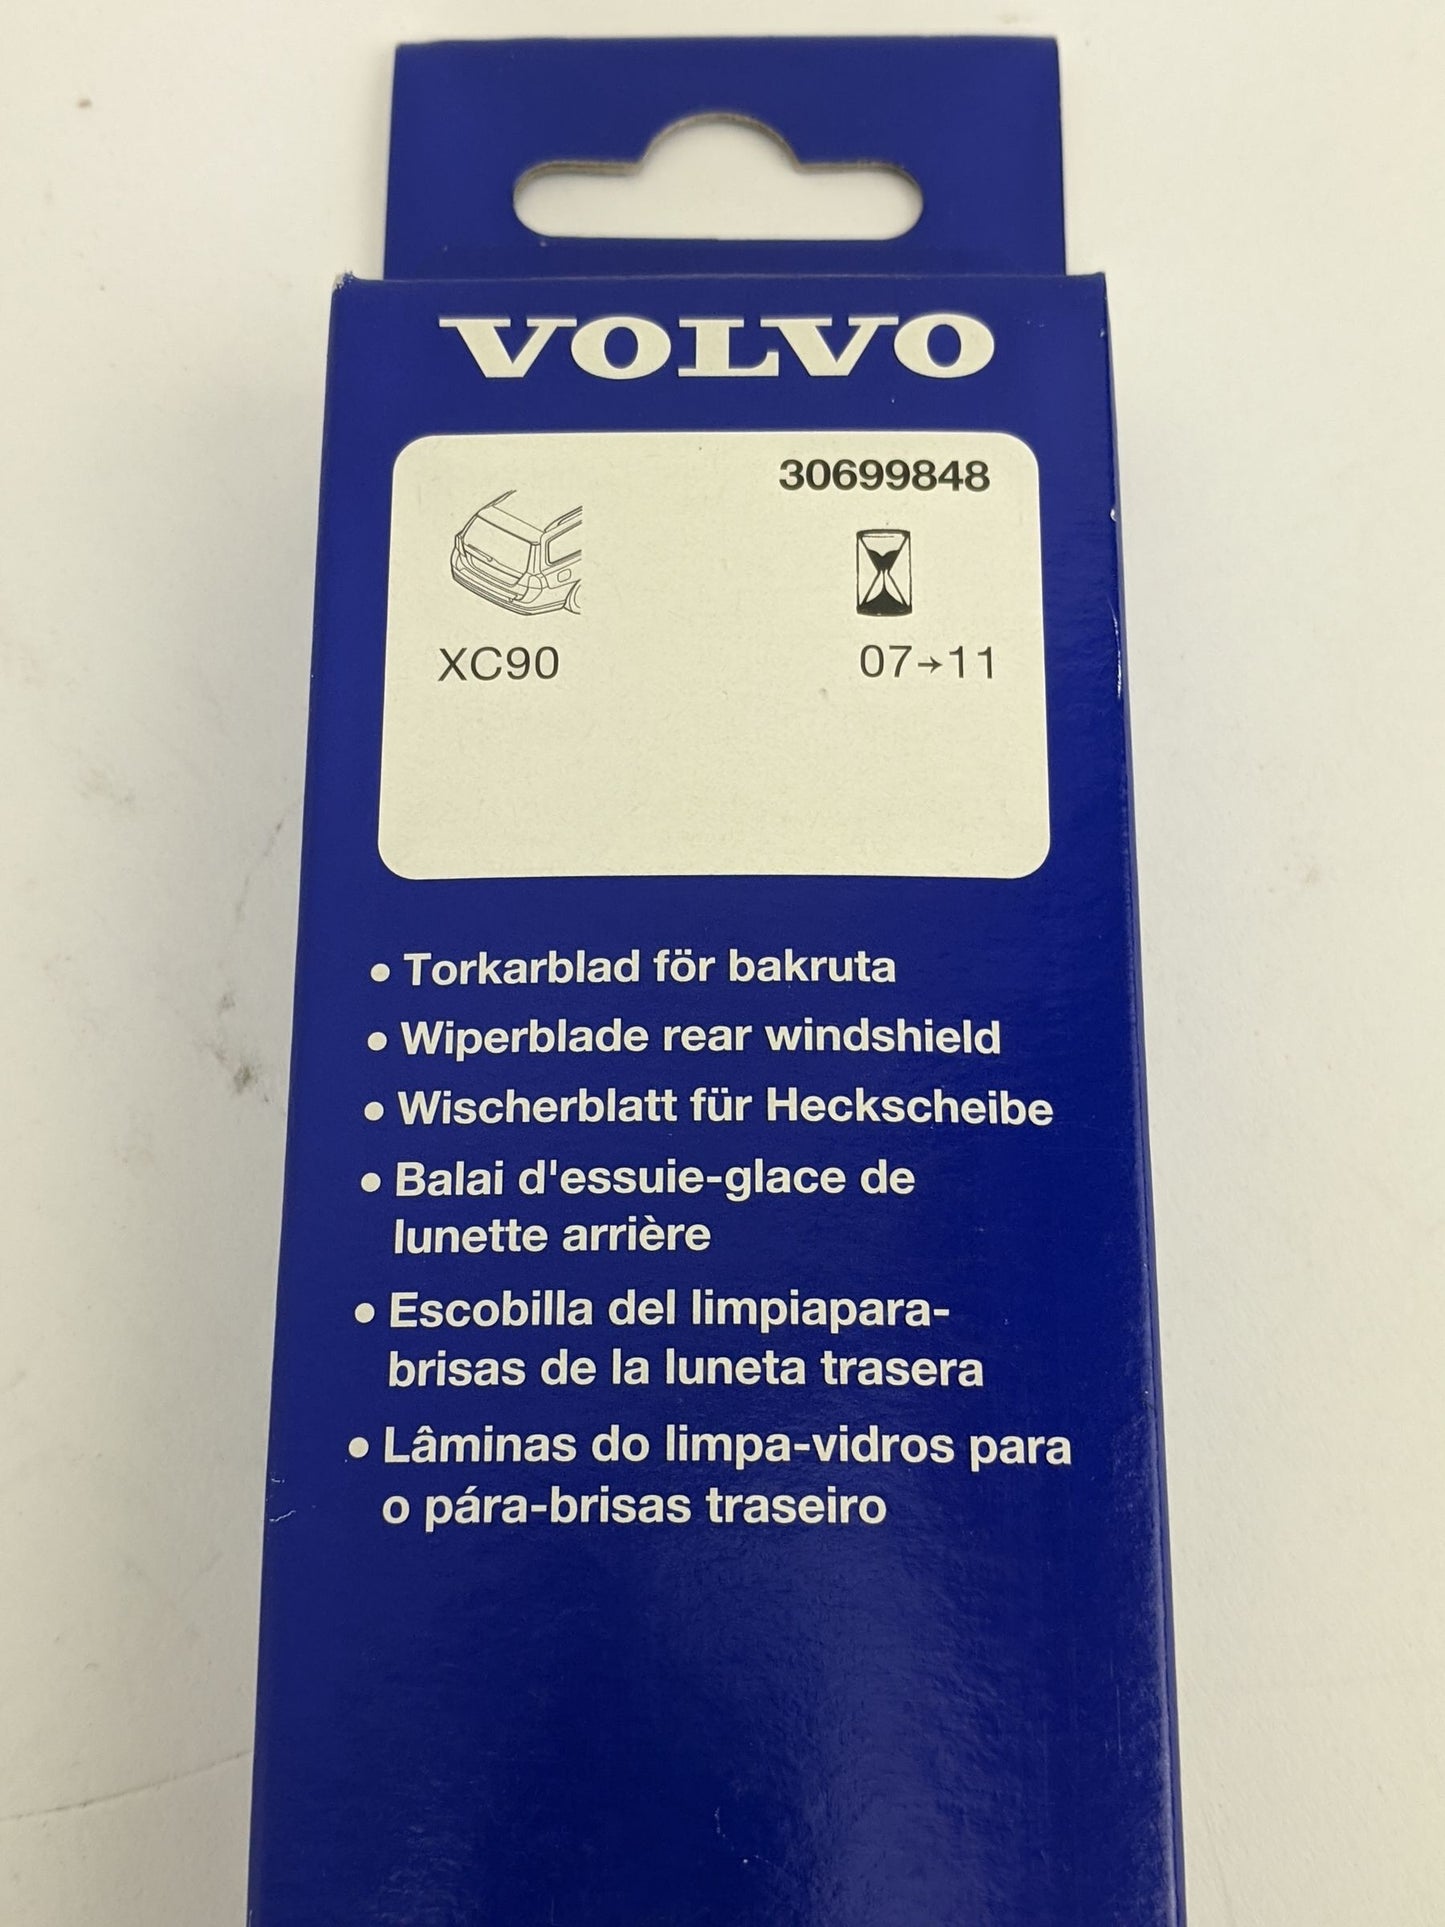 VOLVO
30699848
XC90
07→11
• Torkarblad för bakruta
• Wiperblade rear windshield
• Wischerblatt für Heckscheibe
• Balai d'essuie-glace de
lunette arrière
• Escobilla del limpiapara-
brisas de la luneta trasera
• Lâminas do limpa-vidros para
o pára-brisas traseiro